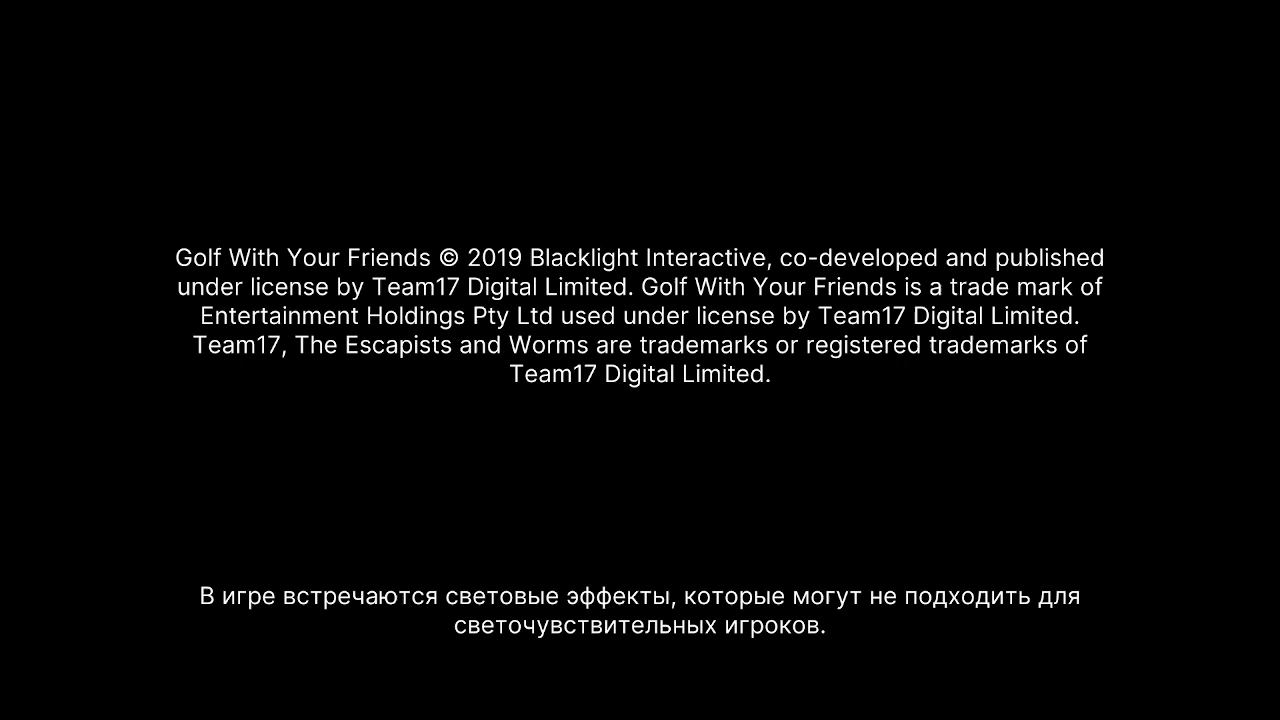 Golf With Your Friends © 2019 Blacklight Interactive, co-developed and published
under license by Team17 Digital Limited. Golf With Your Friends is a trade mark of
Entertainment Holdings Pty Ltd used under license by Team17 Digital Limited.
Team17, The Escapists and Worms are trademarks or registered trademarks of
Team17 Digital Limited.
В игре встречаются световые эффекты, которые могут не подходить для
светочувствительных игроков.